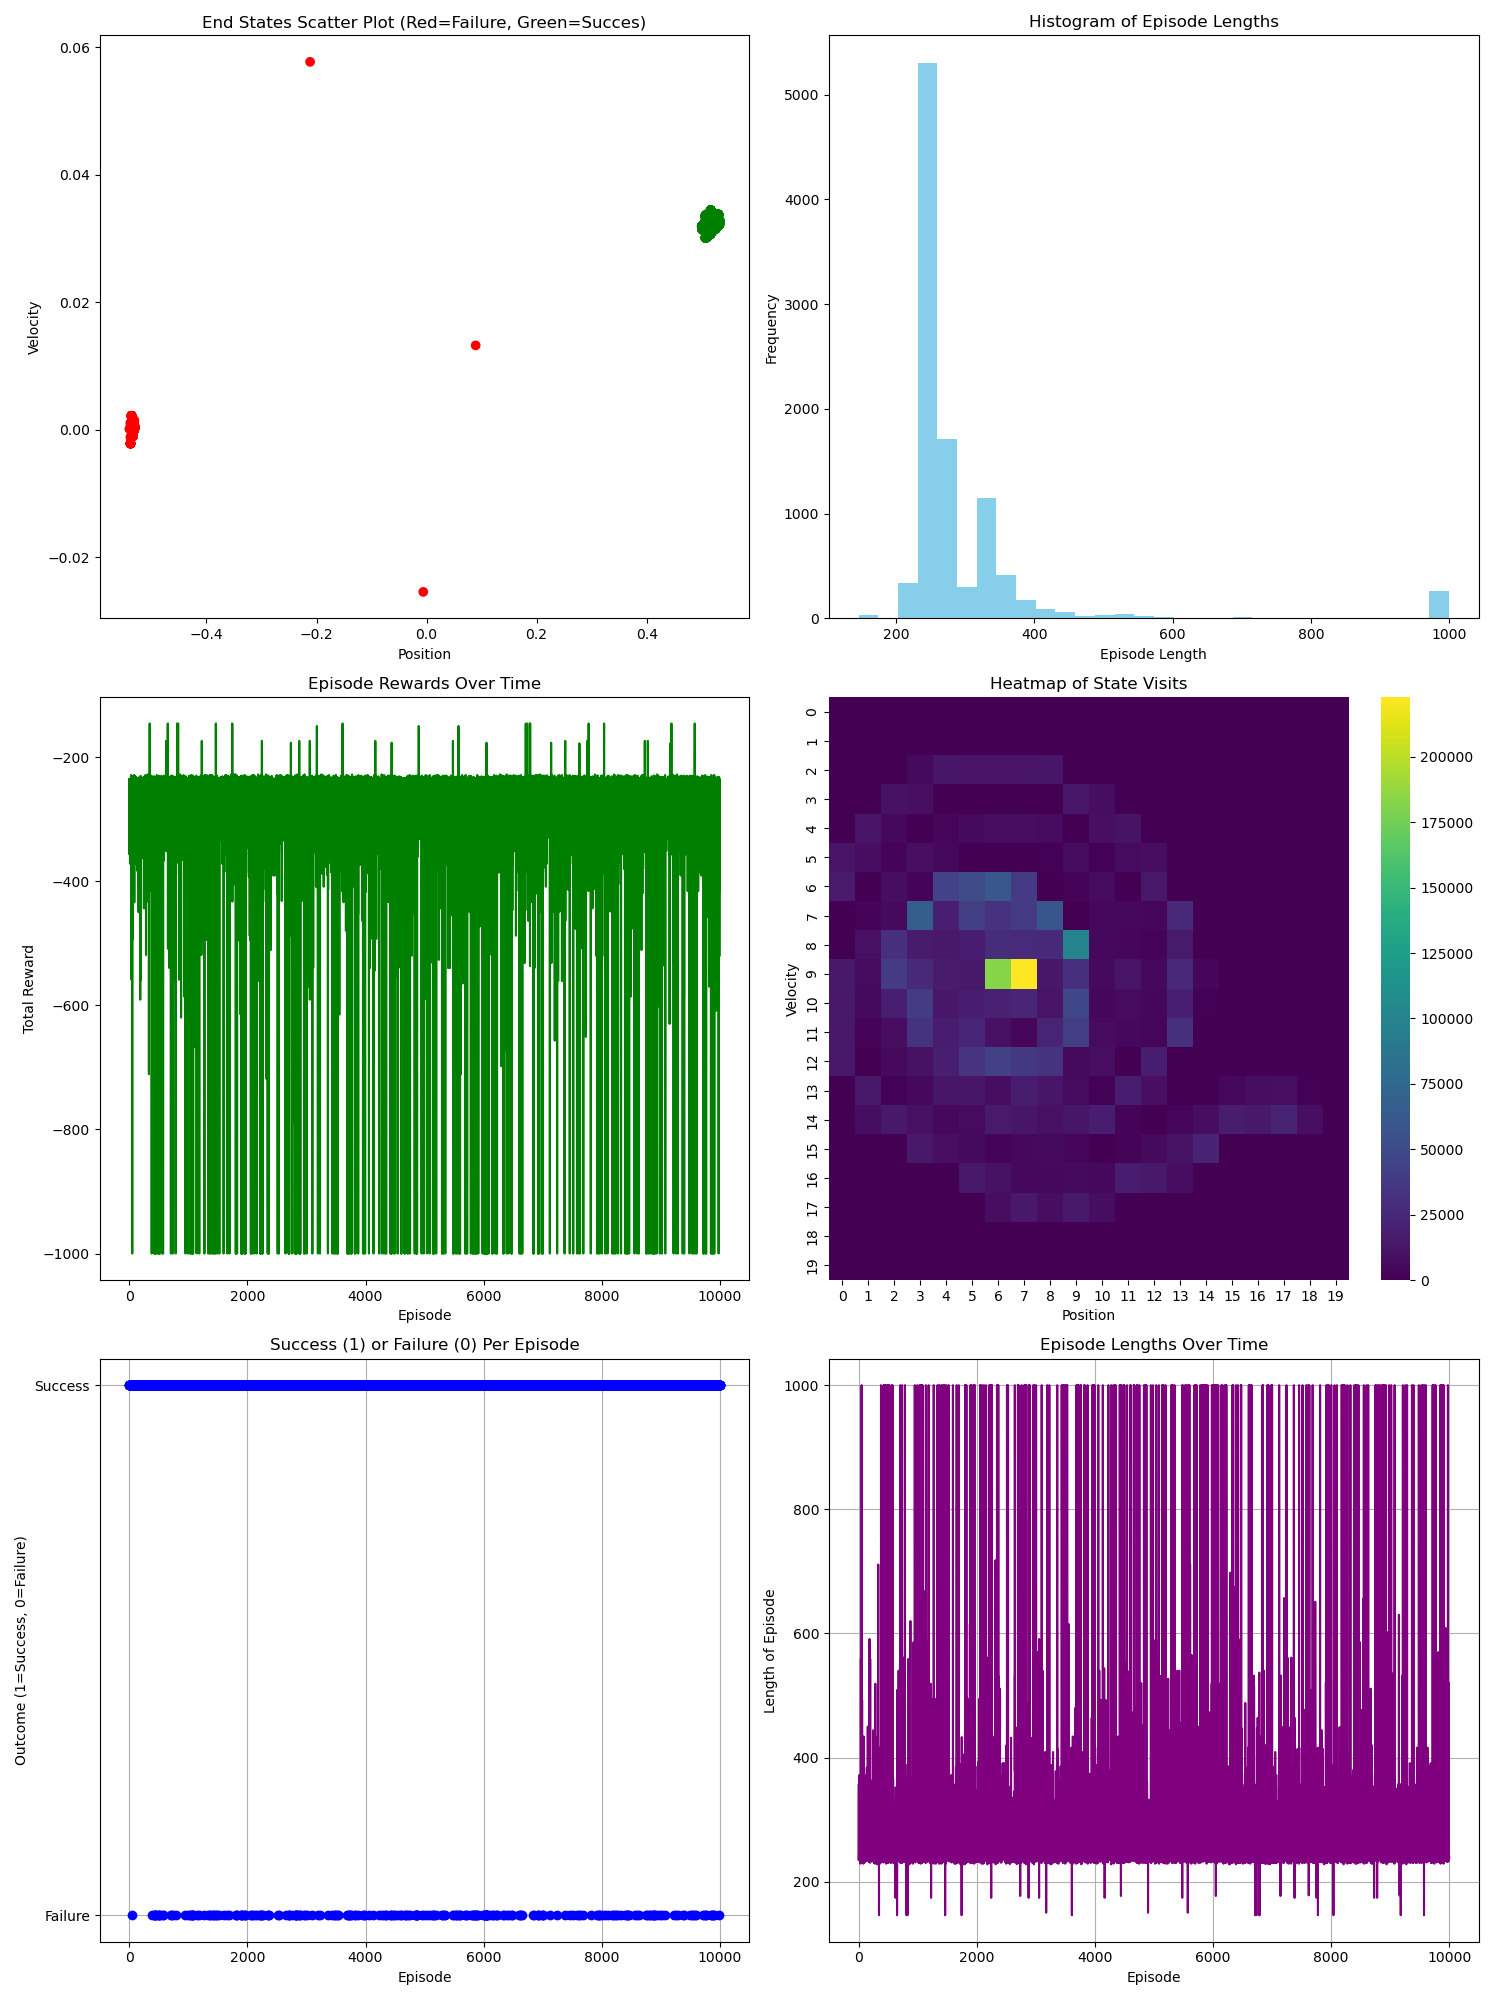 End States Scatter Plot (Red=Failure, Green=Succes)
0.06
0.04
0.02
0.00
−0.02
Velocity
−0.4 −0.2 0.0 0.2 0.4
Position
Histogram of Episode Lengths
5000
4000
3000
2000
1000
0
Frequency
200 400 600 800 1000
Episode Length
Episode Rewards Over Time
−200
−400
−600
−800
−1000
Total Reward
0 2000 4000 6000 8000 10000
Episode
Heatmap of State Visits
0
1
2
3
4
5
6
7
8
9
10
11
12
13
14
15
16
17
18
19
Velocity
0 1 2 3 4 5 6 7 8 9 10 11 12 13 14 15 16 17 18 19
Position
200000
175000
150000
125000
100000
75000
50000
25000
0
Success (1) or Failure (0) Per Episode
Success
Failure
Outcome (1=Success, 0=Failure)
0 2000 4000 6000 8000 10000
Episode
Episode Lengths Over Time
1000
800
600
400
200
Length of Episode
0 2000 4000 6000 8000 10000
Episode